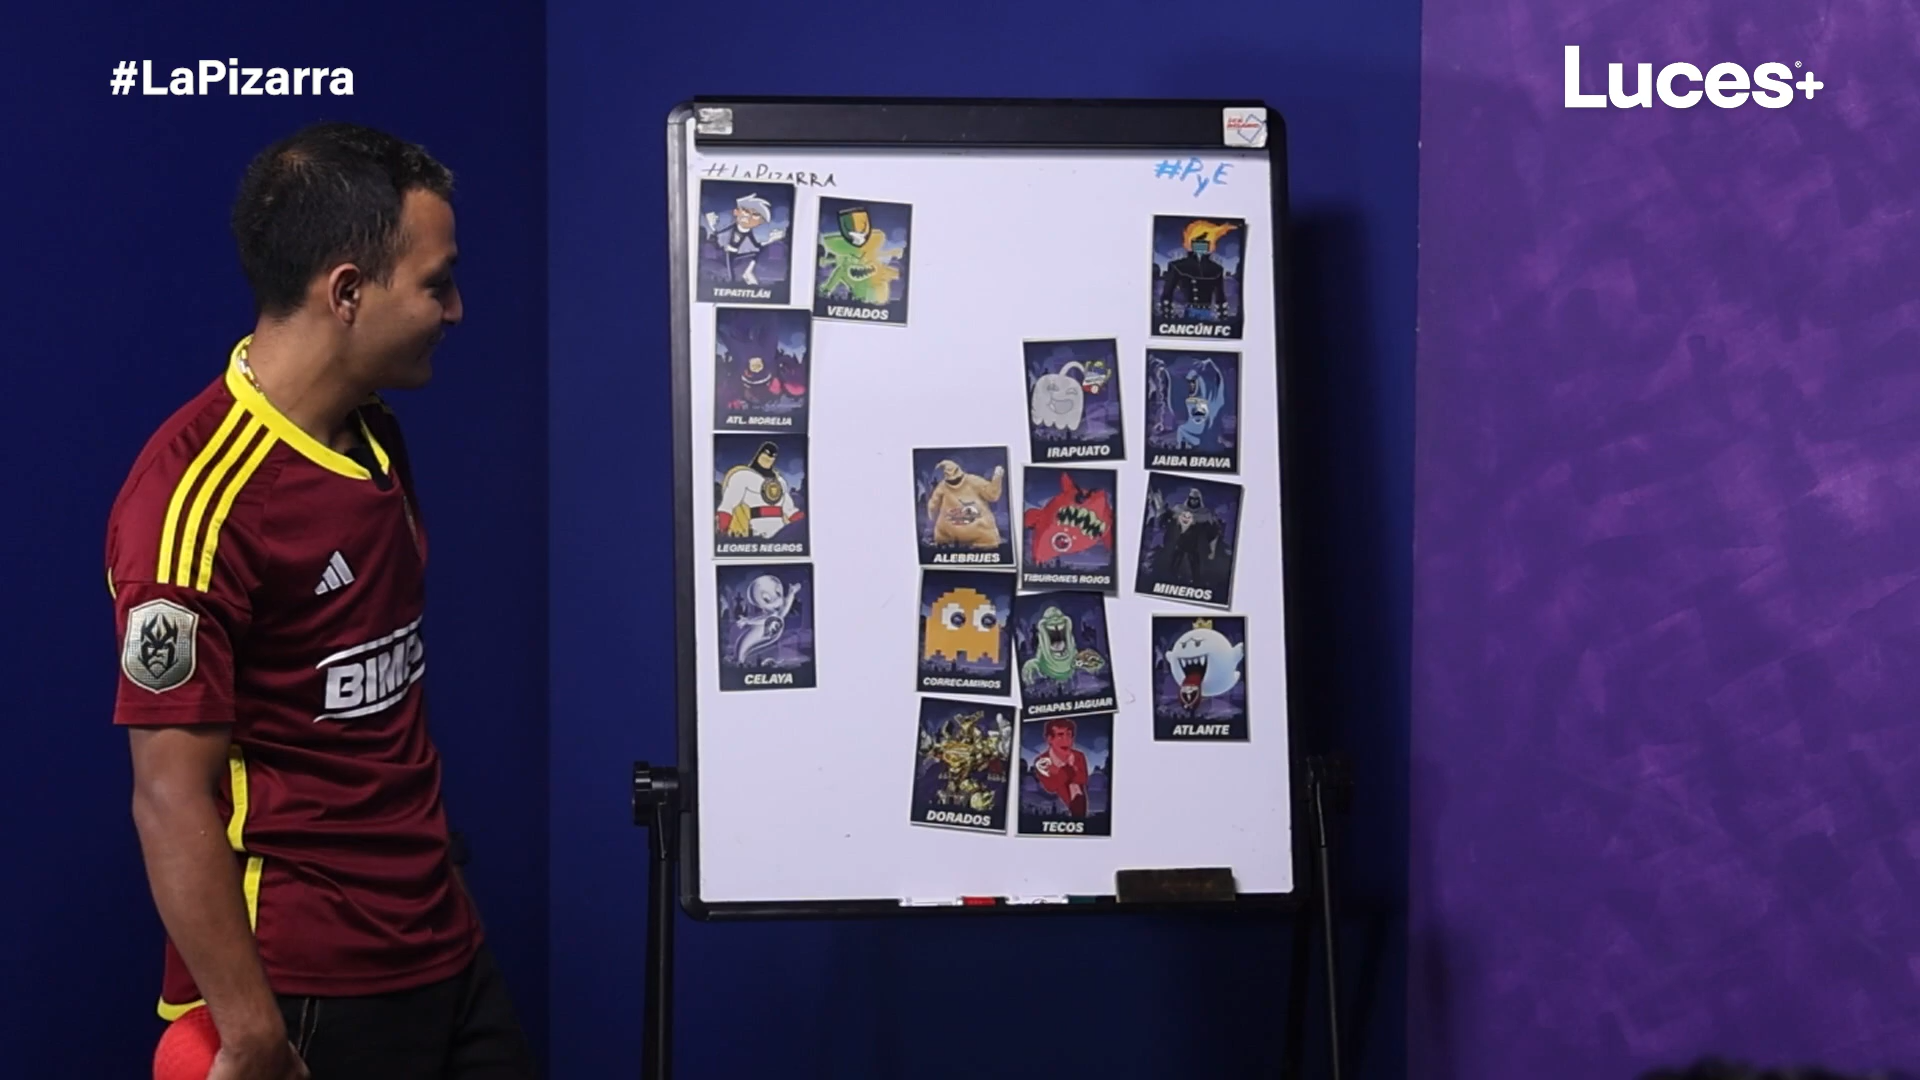 #LaPizarra
Luces+
#LaPIZARRA
#PyE
TEPATITLÁN
VENADOS
CANCÚN FC
ATL. MORELIA
IRAPUATO
JAIBA BRAVA
LEONES NEGROS
ALEBRIJES
TIBURONES ROJOS
MINEROS
CELAYA
CORRECAMINOS
CHIAPAS JAGUAR
ATLANTE
DORADOS
TECOS